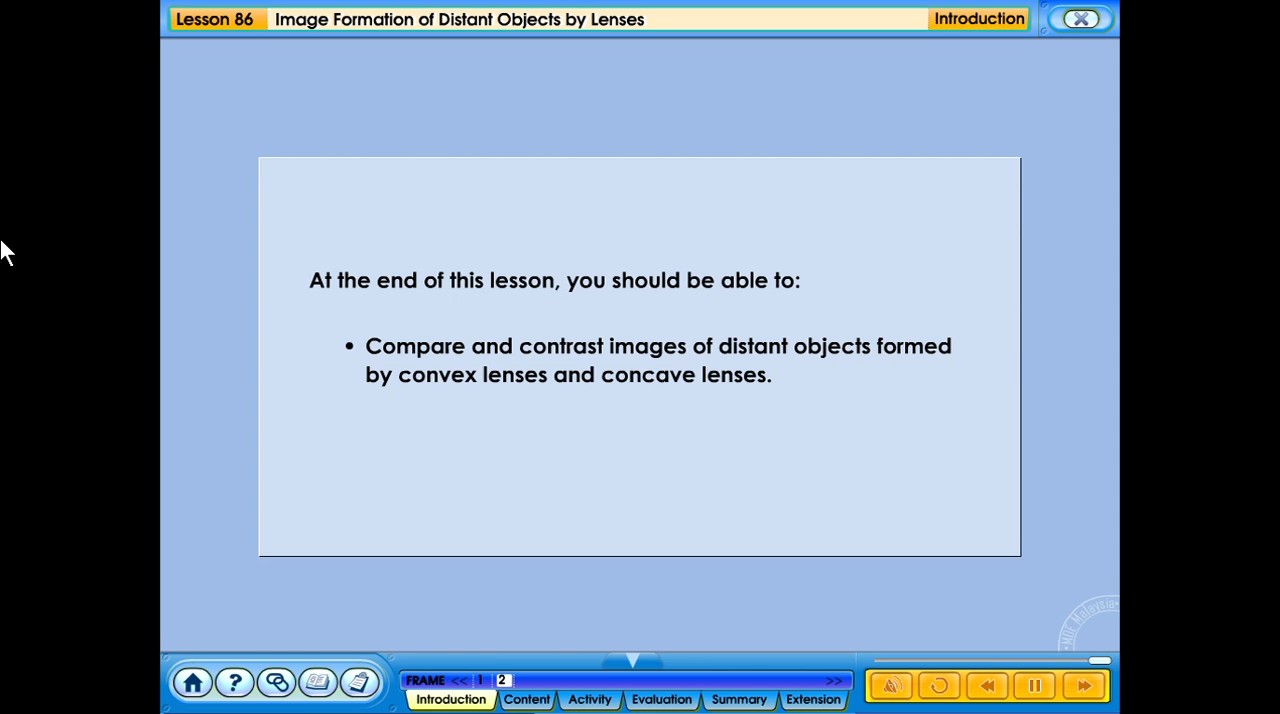 Lesson 86 Image Formation of Distant Objects by Lenses Introduction
At the end of this lesson, you should be able to:
• Compare and contrast images of distant objects formed
by convex lenses and concave lenses.
MDE Malaysia
FRAME << 1 2 >>
Introduction Content Activity Evaluation Summary Extension